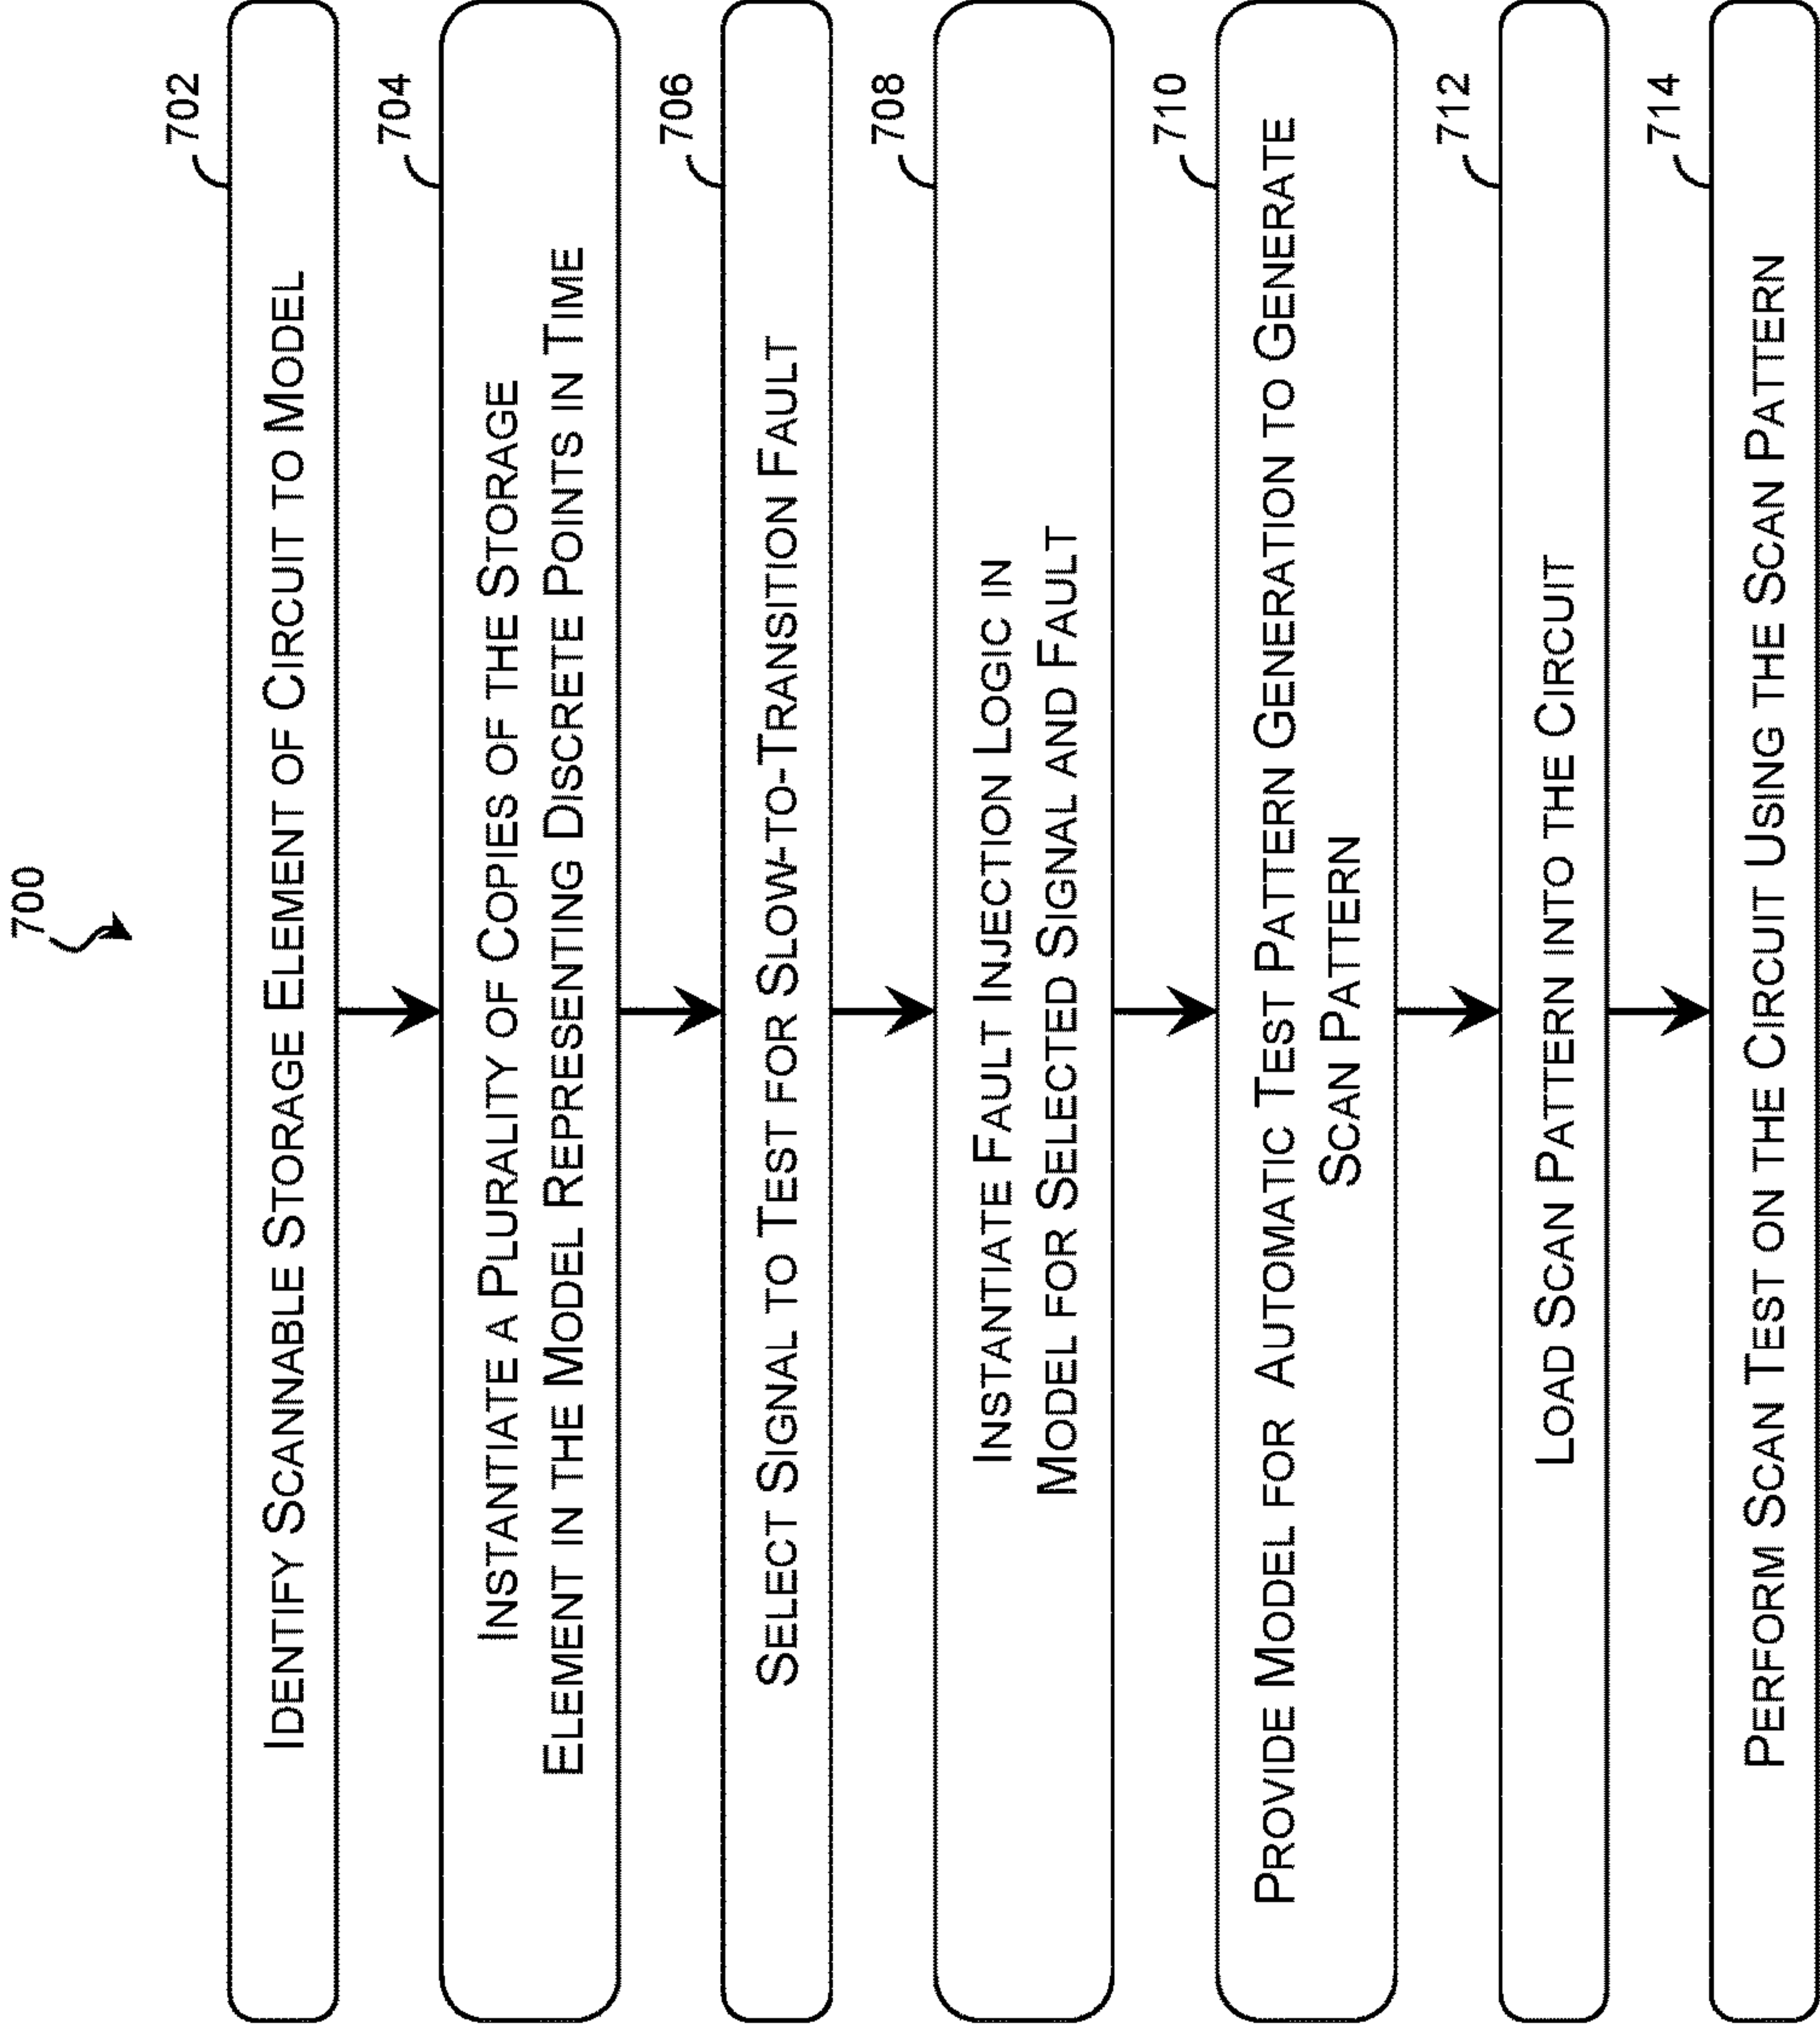 700
702
Identify Scannable Storage Element of Circuit to Model
704
Instantiate a Plurality of Copies of the Storage
Element in the Model Representing Discrete Points in Time
706
Select Signal to Test for Slow-to-Transition Fault
708
Instantiate Fault Injection Logic in
Model for Selected Signal and Fault
710
Provide Model for Automatic Test Pattern Generation to Generate
Scan Pattern
712
Load Scan Pattern into the Circuit
714
Perform Scan Test on the Circuit Using the Scan Pattern